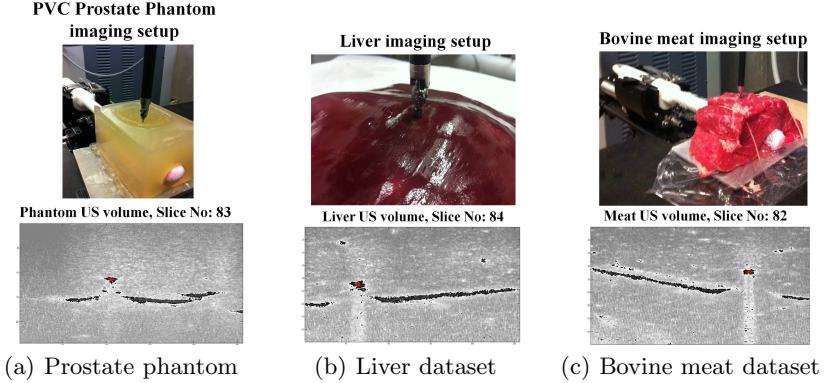 PVC Prostate Phantom
imaging setup
Liver imaging setup
Bovine meat imaging setup
Phantom US volume, Slice No: 83
Liver US volume, Slice No: 84
Meat US volume, Slice No: 82
(a) Prostate phantom
(b) Liver dataset
(c) Bovine meat dataset